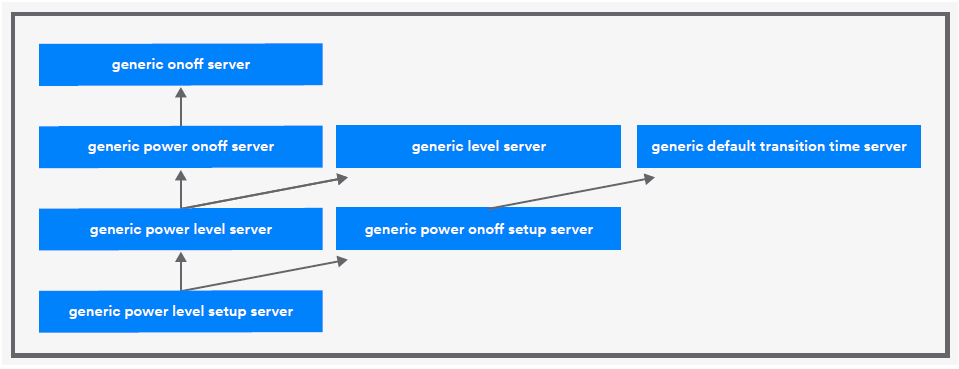 generic onoff server
generic power onoff server
generic level server
generic default transition time server
generic power level server
generic power onoff setup server
generic power level setup server